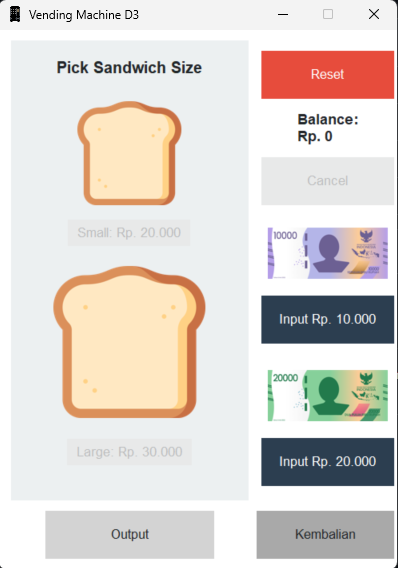 Vending Machine D3
Pick Sandwich Size
Small: Rp. 20.000
Large: Rp. 30.000
Output
Reset
Balance:
Rp. 0
Cancel
10000
Input Rp. 10.000
20000
Input Rp. 20.000
Kembalian